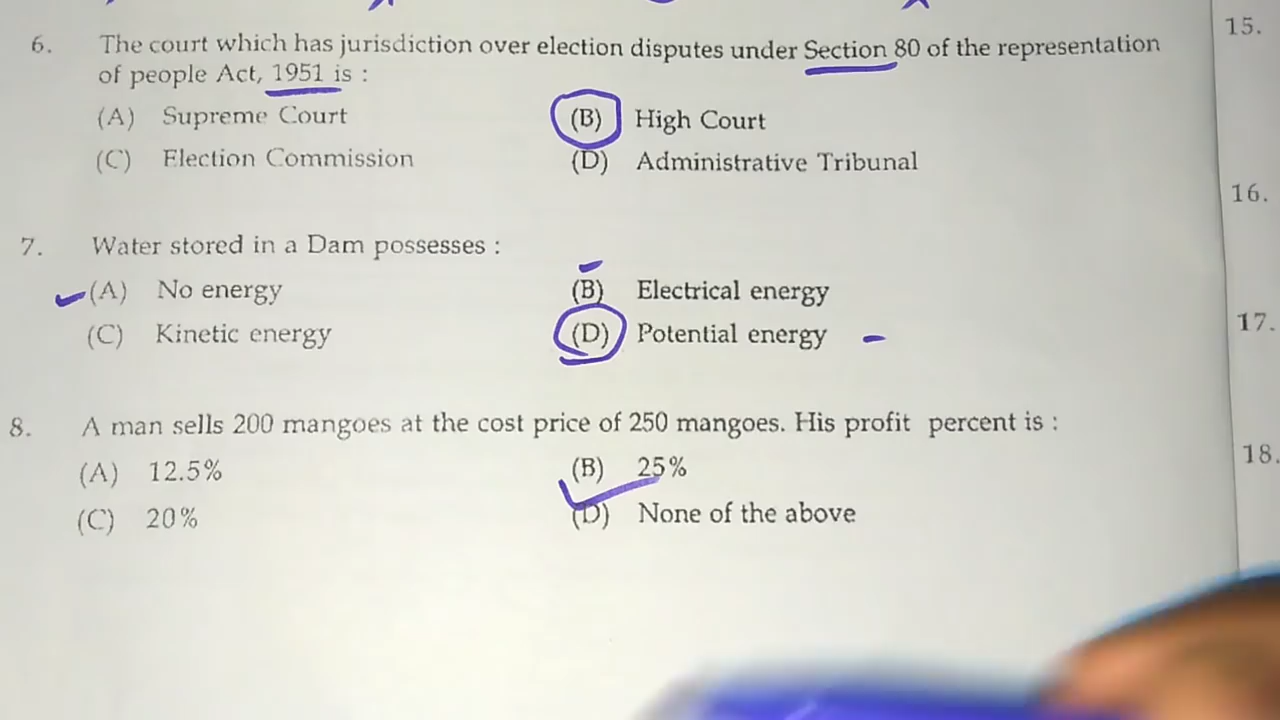 6. The court which has jurisdiction over election disputes under Section 80 of the representation
of people Act, 1951 is :
(A) Supreme Court (B) High Court
(C) Election Commission (D) Administrative Tribunal
7. Water stored in a Dam possesses :
(A) No energy (B) Electrical energy
(C) Kinetic energy (D) Potential energy
8. A man sells 200 mangoes at the cost price of 250 mangoes. His profit percent is :
(A) 12.5% (B) 25%
(C) 20% (D) None of the above
15.
16.
17.
18.